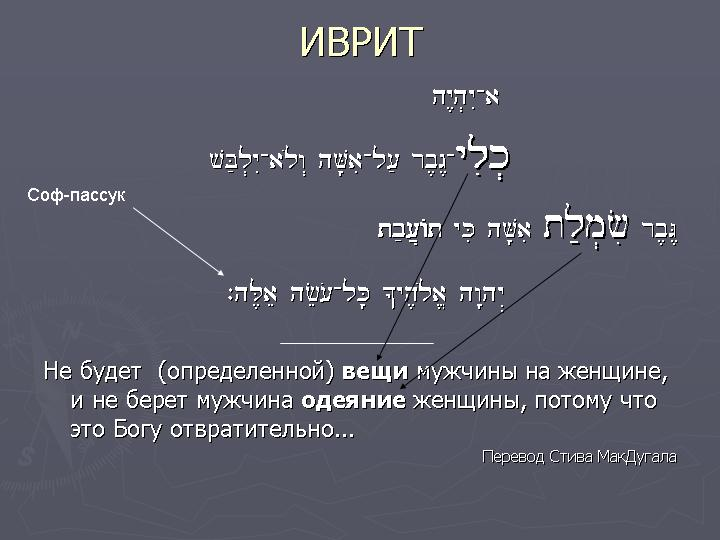 ИВРИТ
א־יִהְיֶה
כְלִי־גֶבֶר עַל־אִשָּׁה וְלֹא־יִלְבַּשׁ
Соф-пассук
גֶּבֶר שִׂמְלַת אִשָּׁה כִּי תוֹעֲבַת
יְהוָה אֱלֹהֶיךָ כָּל־עֹשֵׂה אֵלֶּה׃
Не будет (определенной) вещи мужчины на женщине,
и не берет мужчина одеяние женщины, потому что
это Богу отвратительно...
Перевод Стива МакДугала